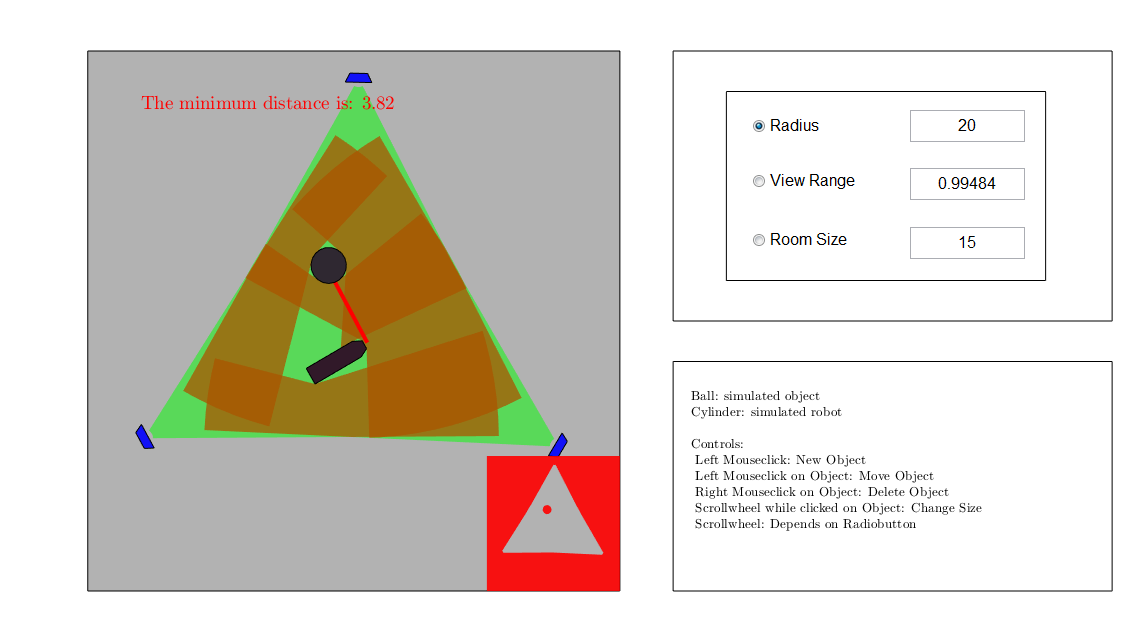 The minimum distance is: 3.82
Radius 20
View Range 0.99484
Room Size 15
Ball: simulated object
Cylinder: simulated robot
Controls:
Left Mouseclick: New Object
Left Mouseclick on Object: Move Object
Right Mouseclick on Object: Delete Object
Scrollwheel while clicked on Object: Change Size
Scrollwheel: Depends on Radiobutton